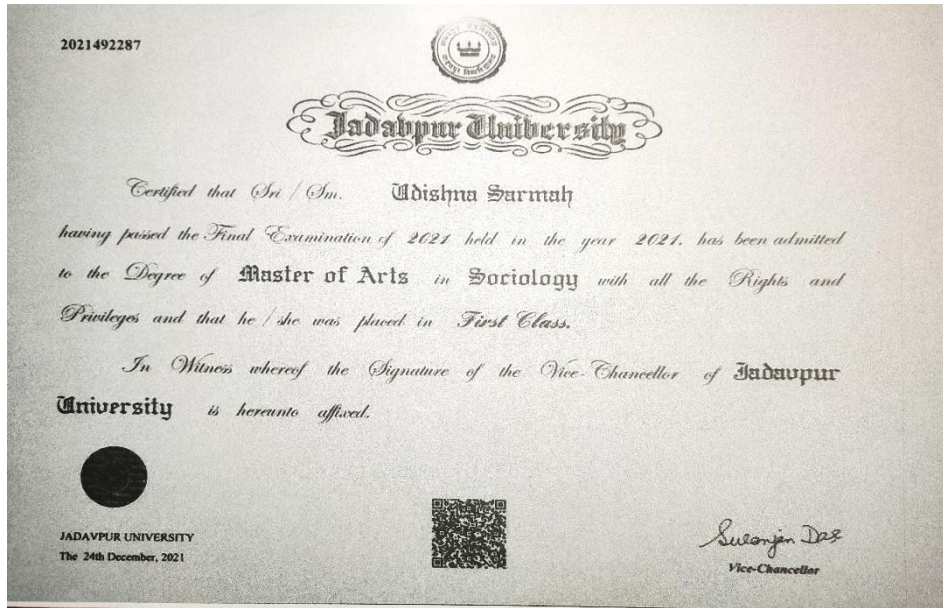 2021492287
Jadavpur University
Certified that Sri / Sm. Udishna Sarmah
having passed the Final Examination of 2021 held in the year 2021, has been admitted
to the Degree of Master of Arts in Sociology with all the Rights and
Privileges and that he / she was placed in First Class.
In Witness whereof the Signature of the Vice-Chancellor of Jadavpur
University is hereunto affixed.
JADAVPUR UNIVERSITY
The 24th December, 2021
Suranjan Das
Vice-Chancellor